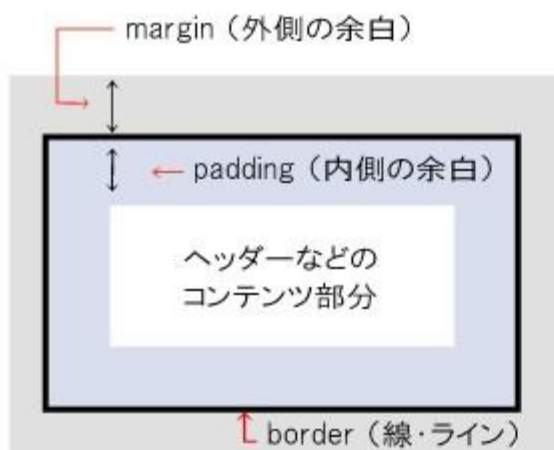 margin（外側の余白）
padding（内側の余白）
ヘッダーなどの
コンテンツ部分
border（線・ライン）